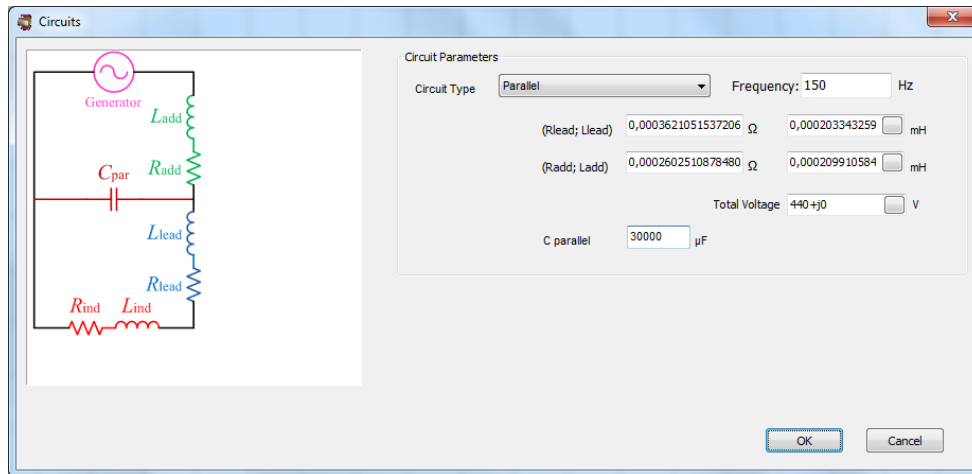 Circuits
Generator
Ladd
Radd
Cpar
Llead
Rlead
Rind Lind
Circuit Parameters
Circuit Type Parallel Frequency: 150 Hz
(Rlead; Llead) 0,0003621051537206 Ω 0,000203343259 mH
(Radd; Ladd) 0,0002602510878480 Ω 0,000209910584 mH
Total Voltage 440+j0 V
C parallel 30000 µF
OK Cancel